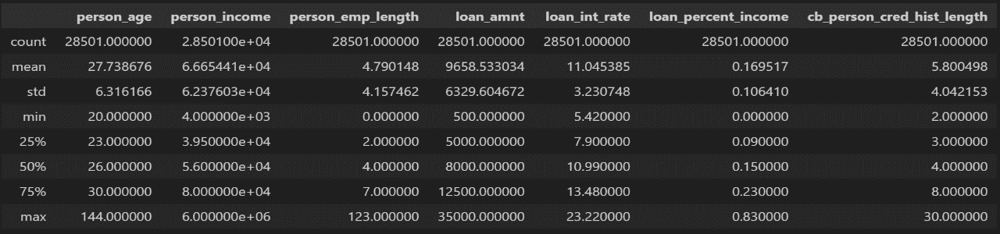 person_age person_income person_emp_length loan_amnt loan_int_rate loan_percent_income cb_person_cred_hist_length
count 28501.000000 2.850100e+04 28501.000000 28501.000000 28501.000000 28501.000000 28501.000000
mean 27.738676 6.665441e+04 4.790148 9658.533034 11.045385 0.169517 5.800498
std 6.316166 6.237603e+04 4.157462 6329.604672 3.230748 0.106410 4.042153
min 20.000000 4.000000e+03 0.000000 500.000000 5.420000 0.000000 2.000000
25% 23.000000 3.950000e+04 2.000000 5000.000000 7.900000 0.090000 3.000000
50% 26.000000 5.600000e+04 4.000000 8000.000000 10.990000 0.150000 4.000000
75% 30.000000 8.000000e+04 7.000000 12500.000000 13.480000 0.230000 8.000000
max 144.000000 6.000000e+06 123.000000 35000.000000 23.220000 0.830000 30.000000